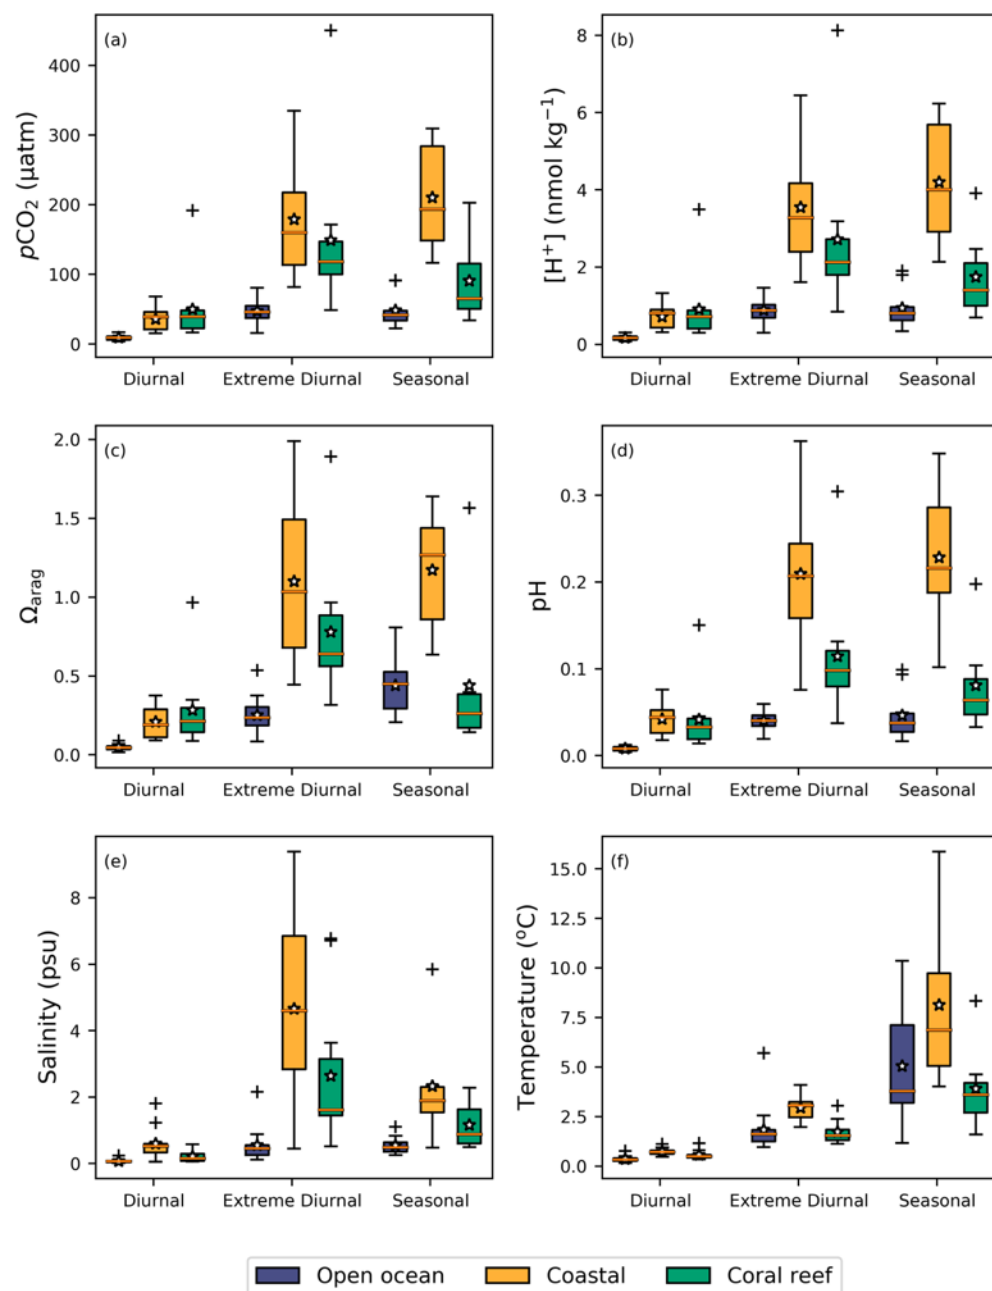 (a)
pCO₂ (µatm)
400
300
200
100
0
Diurnal Extreme Diurnal Seasonal
(b)
[H⁺] (nmol kg⁻¹)
8
6
4
2
0
Diurnal Extreme Diurnal Seasonal
(c)
Ωarag
2.0
1.5
1.0
0.5
0.0
Diurnal Extreme Diurnal Seasonal
(d)
pH
0.3
0.2
0.1
0.0
Diurnal Extreme Diurnal Seasonal
(e)
Salinity (psu)
8
6
4
2
0
Diurnal Extreme Diurnal Seasonal
(f)
Temperature (°C)
15.0
12.5
10.0
7.5
5.0
2.5
0.0
Diurnal Extreme Diurnal Seasonal
Open ocean Coastal Coral reef